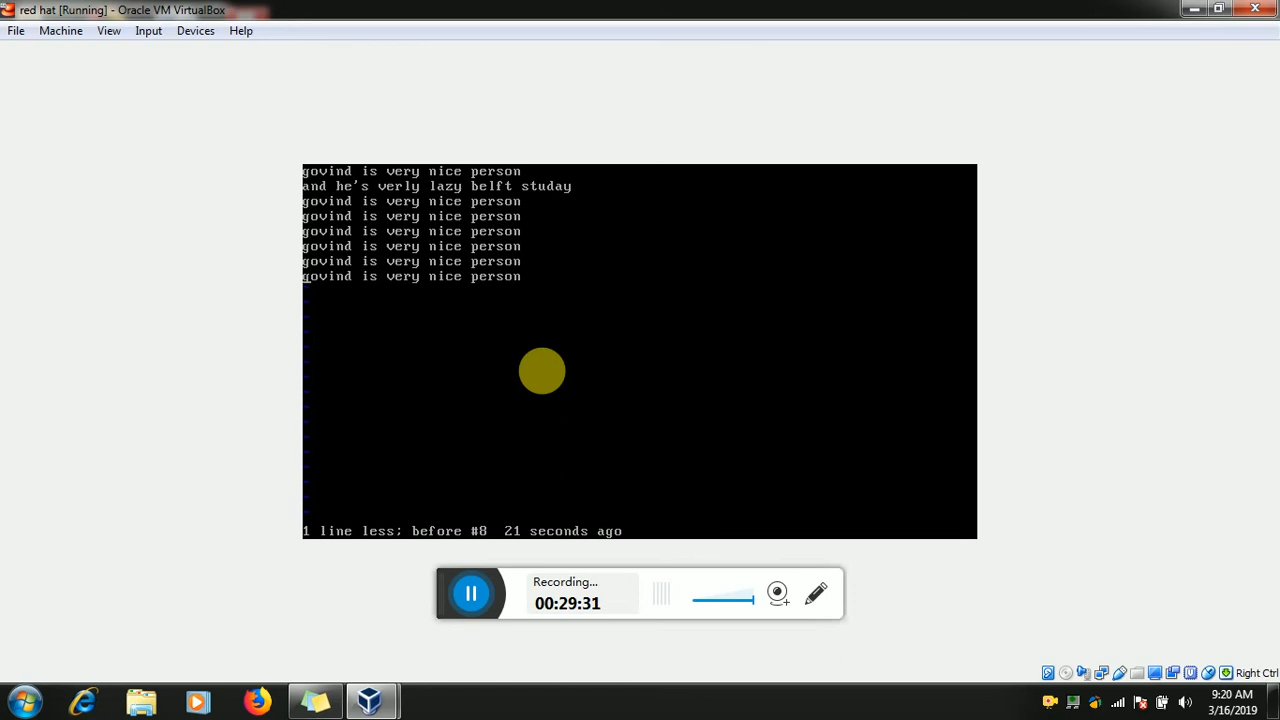 red hat [Running] - Oracle VM VirtualBox
File Machine View Input Devices Help
govind is very nice person
and he's verly lazy belft studay
govind is very nice person
govind is very nice person
govind is very nice person
govind is very nice person
govind is very nice person
govind is very nice person
1 line less; before #8 21 seconds ago
Recording...
00:29:31
Right Ctrl
9:20 AM
3/16/2019